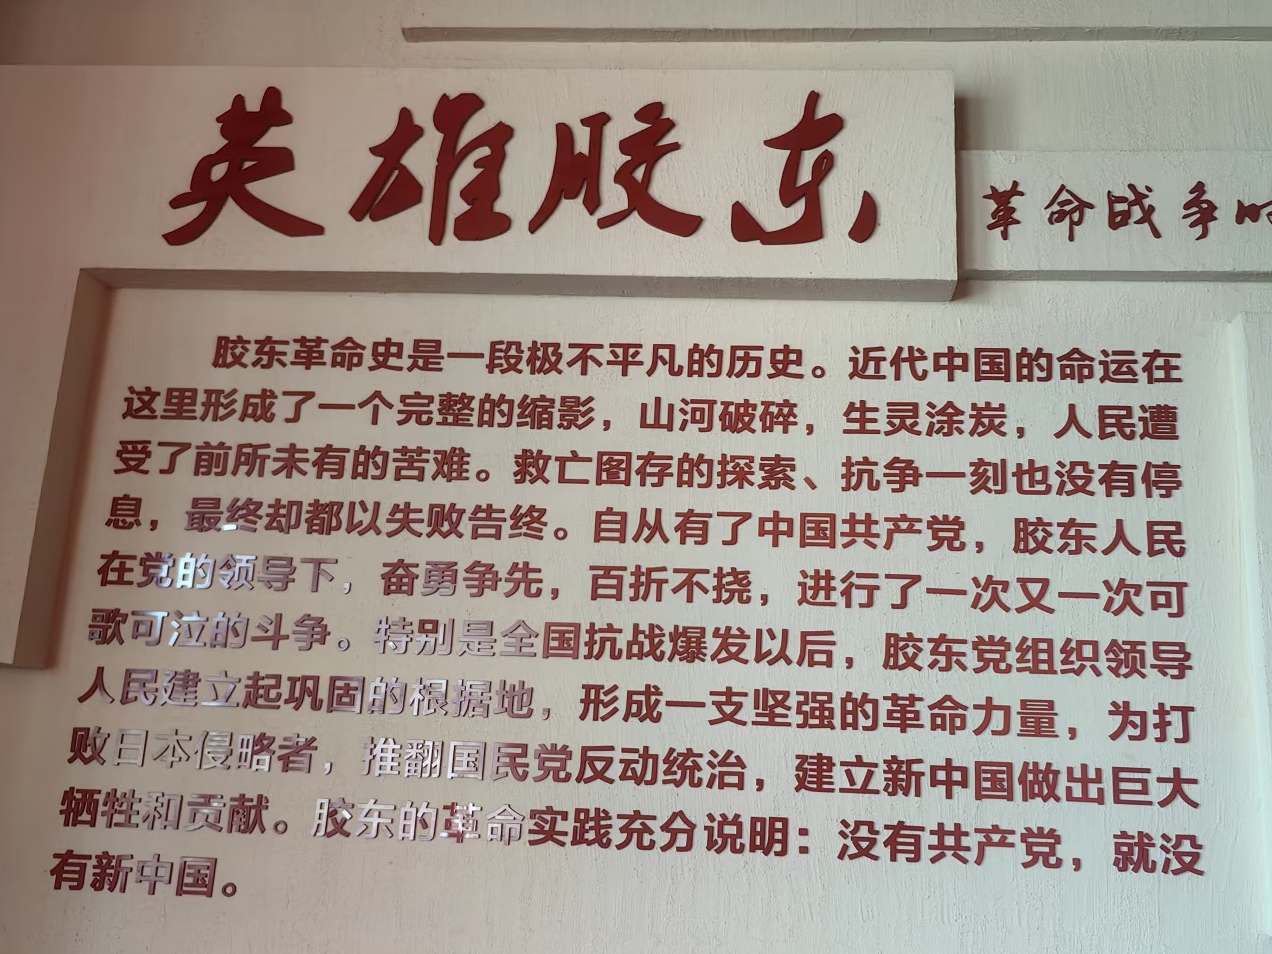 英雄胶东
革命战争时
胶东革命史是一段极不平凡的历史。近代中国的命运在
这里形成了一个完整的缩影，山河破碎，生灵涂炭，人民遭
受了前所未有的苦难。救亡图存的探索、抗争一刻也没有停
息，最终却都以失败告终。自从有了中国共产党，胶东人民
在党的领导下，奋勇争先，百折不挠，进行了一次又一次可
歌可泣的斗争。特别是全国抗战爆发以后，胶东党组织领导
人民建立起巩固的根据地，形成一支坚强的革命力量，为打
败日本侵略者，推翻国民党反动统治，建立新中国做出巨大
牺牲和贡献。胶东的革命实践充分说明：没有共产党，就没
有新中国。